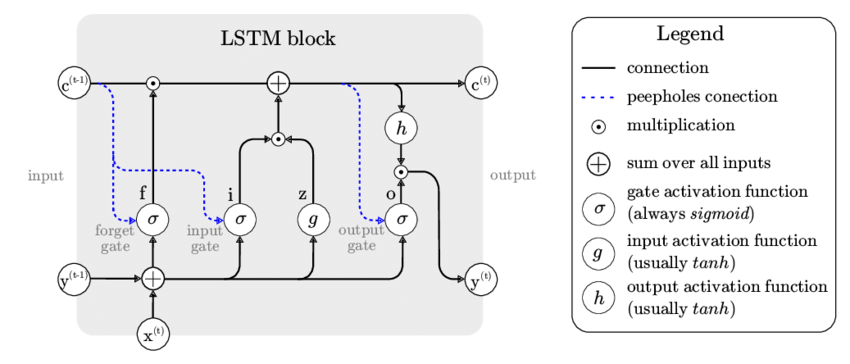 LSTM block
c(t-1)
c(t)
h
input
output
f
i
z
o
σ
σ
g
σ
forget
gate
input
gate
output
gate
y(t-1)
y(t)
x(t)
Legend
connection
peepholes conection
multiplication
sum over all inputs
σ
gate activation function
(always sigmoid)
g
input activation function
(usually tanh)
h
output activation function
(usually tanh)